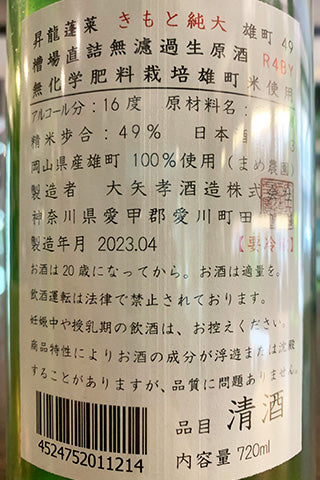 昇龍蓬莱 きもと純大 雄町 49
槽場直詰無濾過生原酒 R4BY
無化学肥料栽培雄町米使用
アルコール分：16度 原材料名：
精米歩合：49% 日本酒
岡山県産雄町 100%使用（まめ農園）
製造者 大矢孝酒造株式会社
神奈川県愛甲郡愛川町田
製造年月 2023.04 【要冷
お酒は20歳になってから。お酒は適量を。
飲酒運転は法律で禁止されております。
妊娠中や授乳期の飲酒は、お控えください。
商品特性によりお酒の成分が浮遊または沈殿
することがありますが、品質に問題ありません。
品目 清酒
内容量 720ml
4524752011214